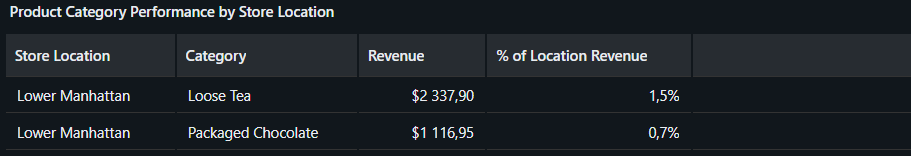 Product Category Performance by Store Location
Store Location Category Revenue % of Location Revenue
Lower Manhattan Loose Tea $2 337,90 1,5%
Lower Manhattan Packaged Chocolate $1 116,95 0,7%